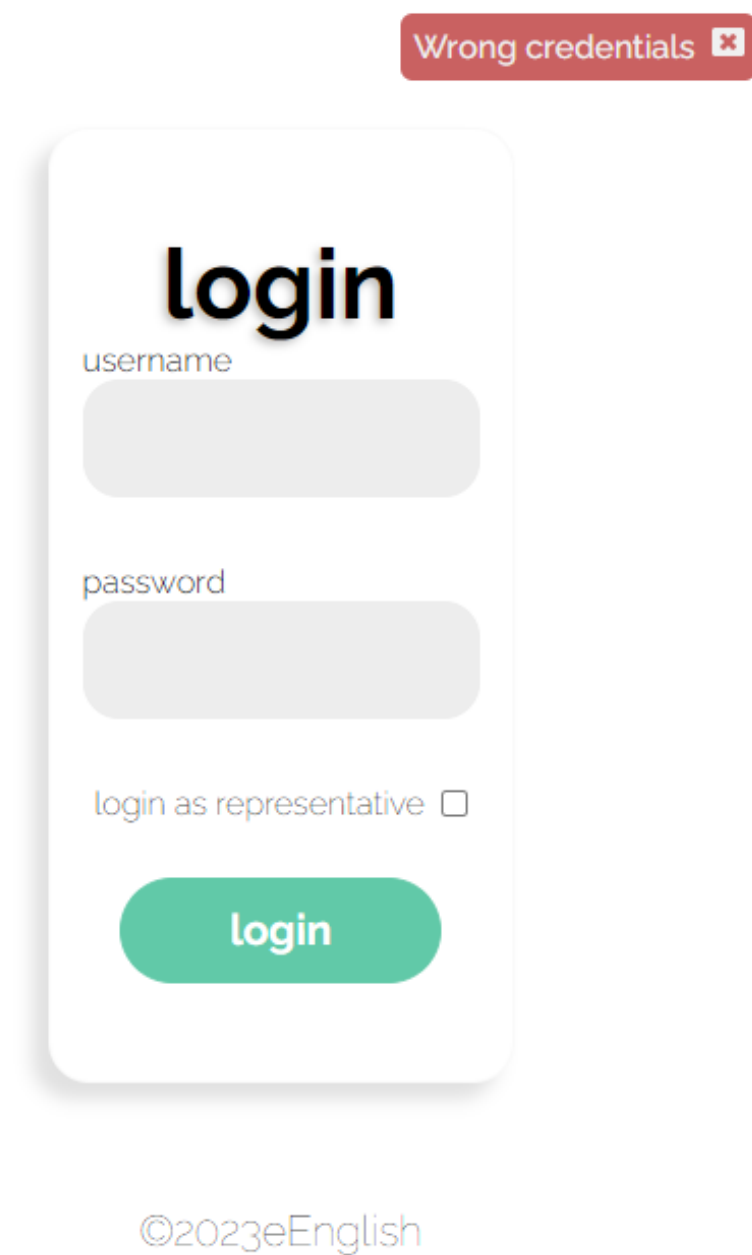 Wrong credentials
login
username
password
login as representative
login
©2023eEnglish